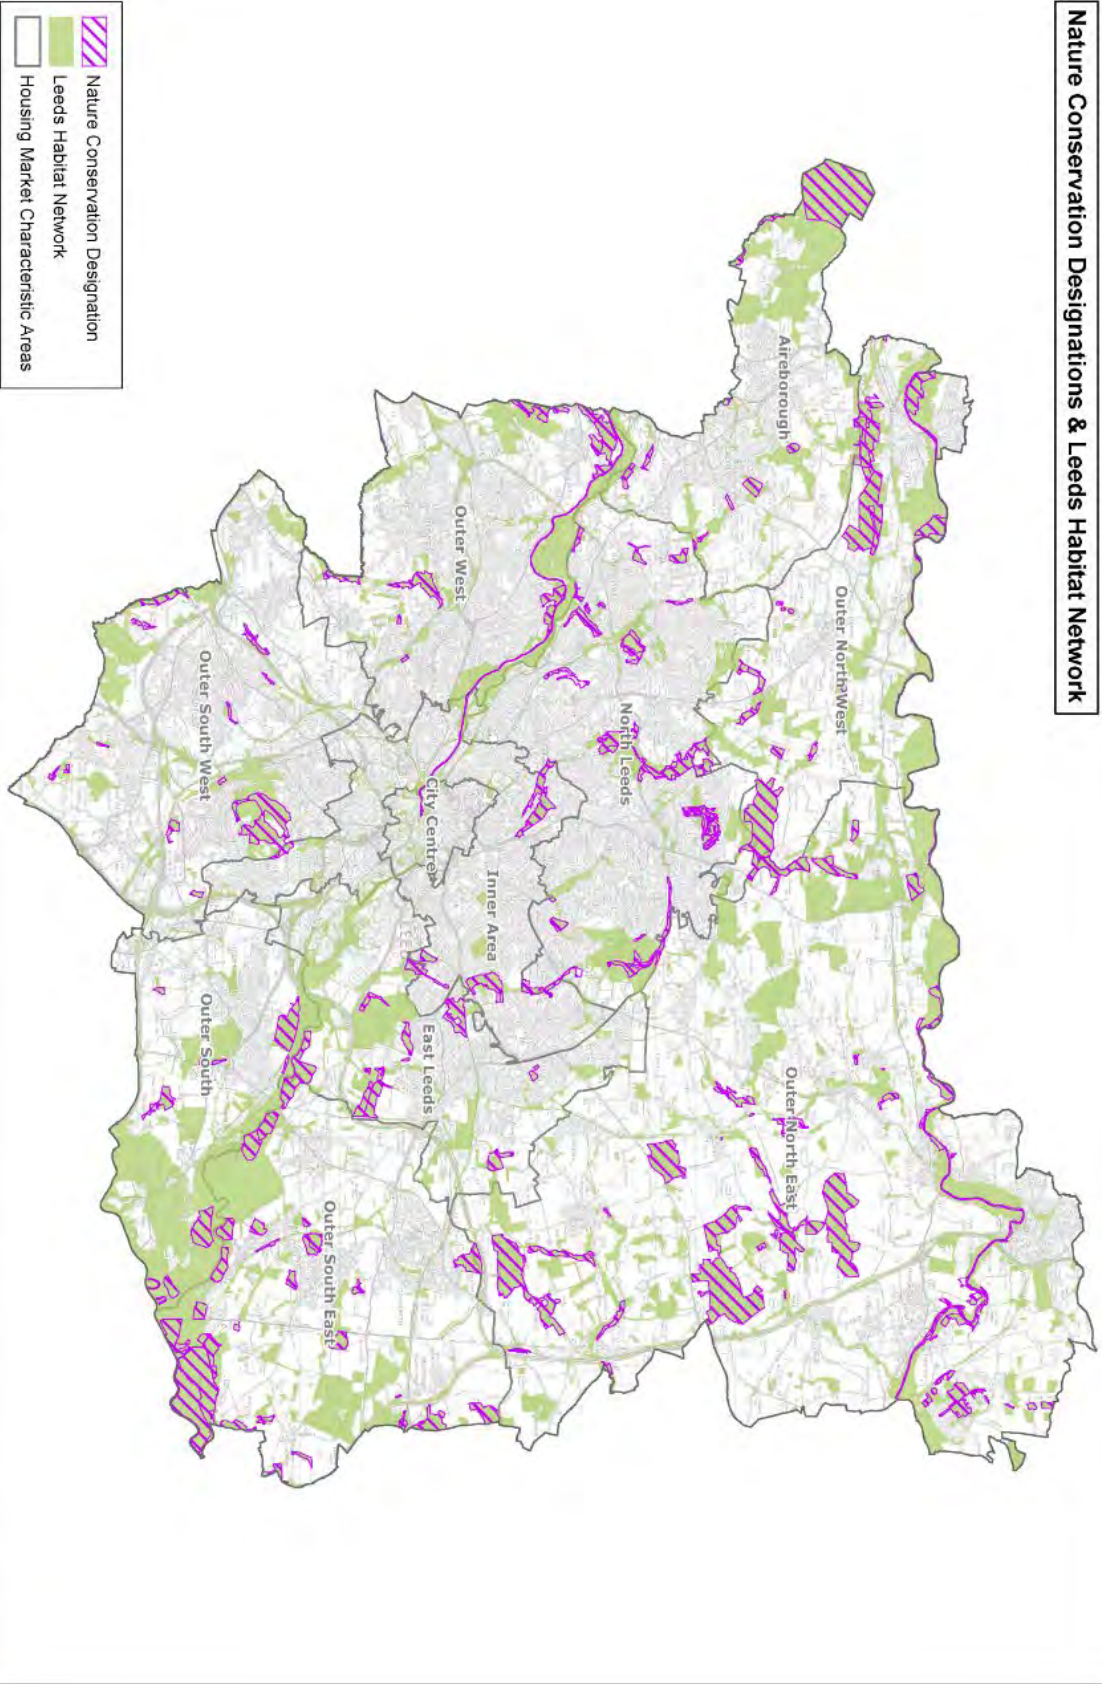 Nature Conservation Designations & Leeds Habitat Network
Aireborough
Outer North West
Outer West
North Leeds
City Centre
Inner Area
Outer North East
Outer South West
East Leeds
Outer South
Outer South East
Nature Conservation Designation
Leeds Habitat Network
Housing Market Characteristic Areas